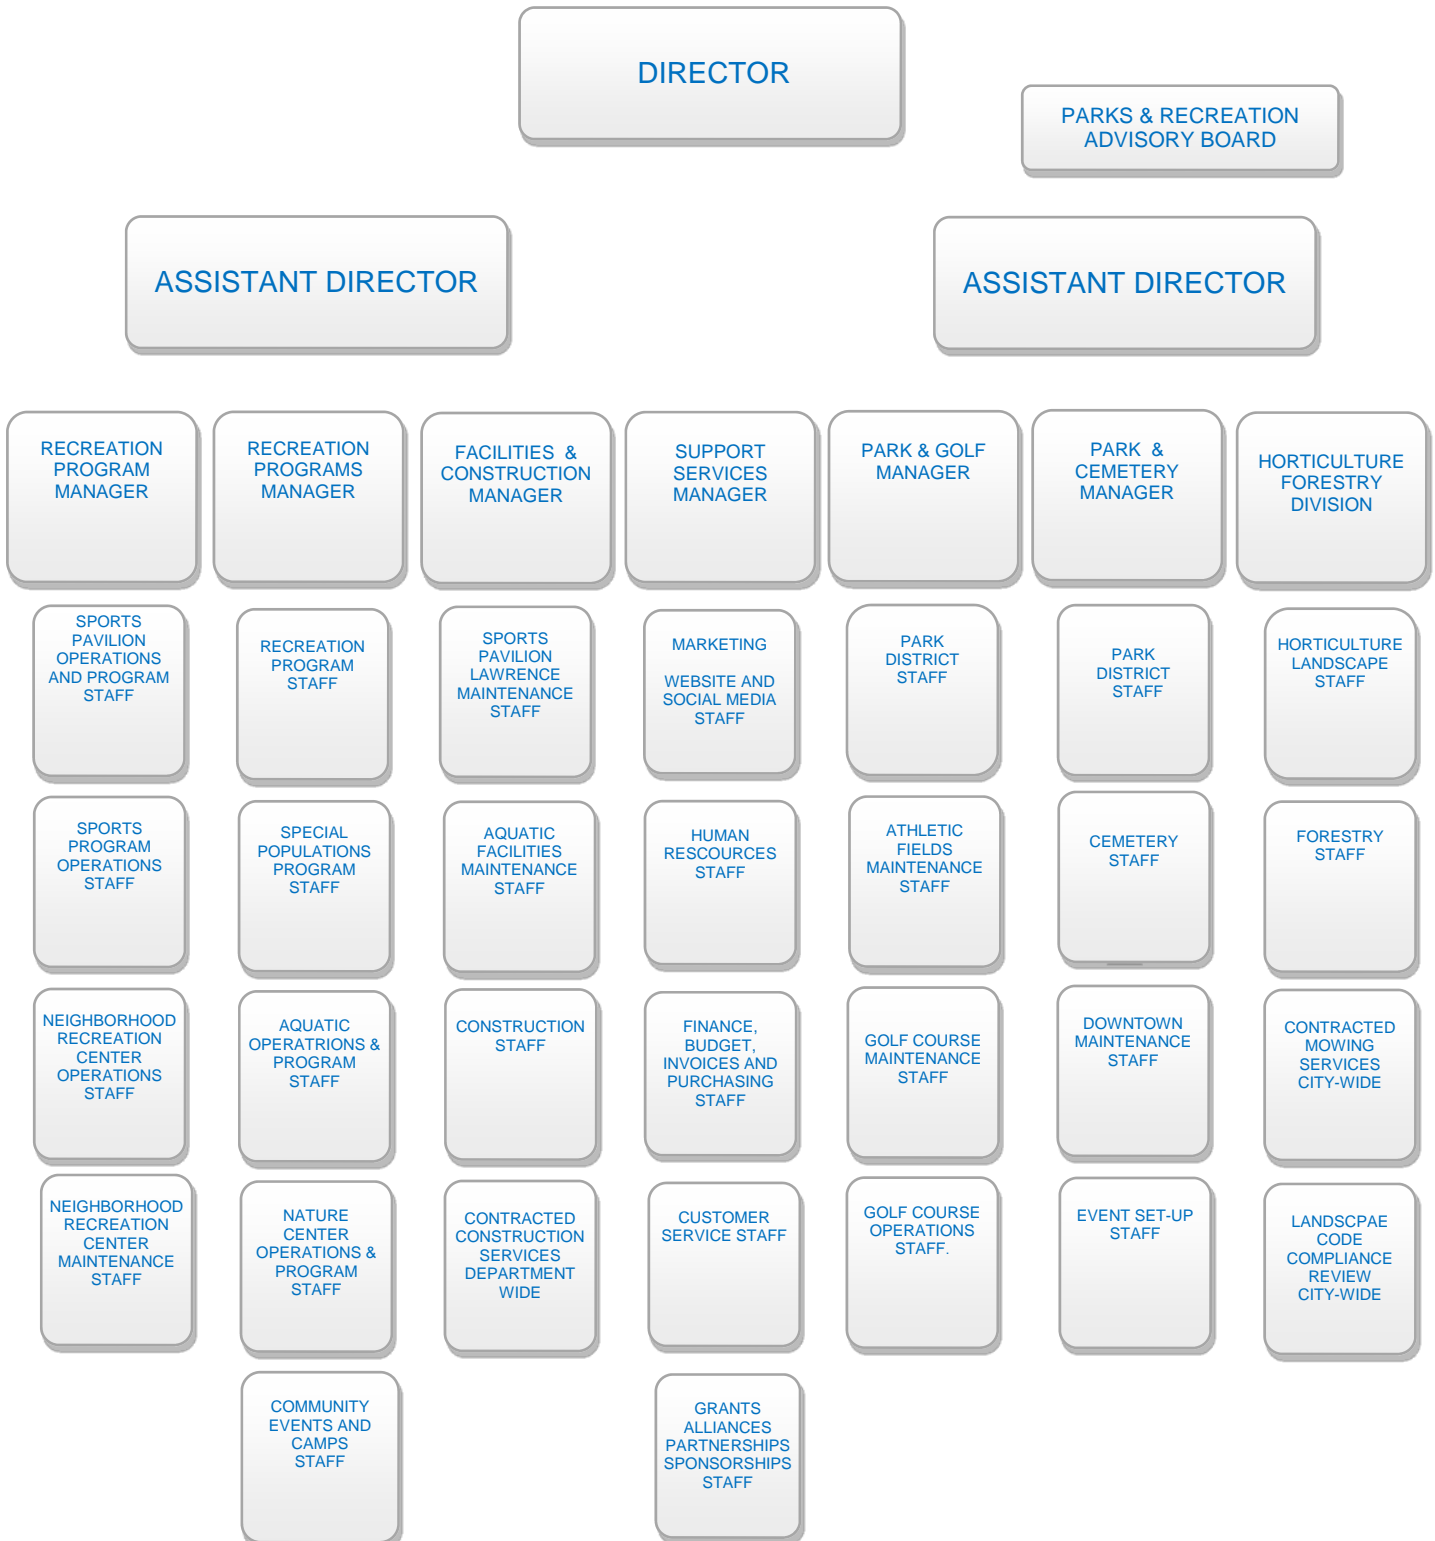 DIRECTOR
PARKS & RECREATION
ADVISORY BOARD
ASSISTANT DIRECTOR
ASSISTANT DIRECTOR
RECREATION
PROGRAM
MANAGER
RECREATION
PROGRAMS
MANAGER
FACILITIES &
CONSTRUCTION
MANAGER
SUPPORT
SERVICES
MANAGER
PARK & GOLF
MANAGER
PARK &
CEMETERY
MANAGER
HORTICULTURE
FORESTRY
DIVISION
SPORTS
PAVILION
OPERATIONS
AND PROGRAM
STAFF
RECREATION
PROGRAM
STAFF
SPORTS
PAVILION
LAWRENCE
MAINTENANCE
STAFF
MARKETING
WEBSITE AND
SOCIAL MEDIA
STAFF
PARK
DISTRICT
STAFF
PARK
DISTRICT
STAFF
HORTICULTURE
LANDSCAPE
STAFF
SPORTS
PROGRAM
OPERATIONS
STAFF
SPECIAL
POPULATIONS
PROGRAM
STAFF
AQUATIC
FACILITIES
MAINTENANCE
STAFF
HUMAN
RESCOURCES
STAFF
ATHLETIC
FIELDS
MAINTENANCE
STAFF
CEMETERY
STAFF
FORESTRY
STAFF
NEIGHBORHOOD
RECREATION
CENTER
OPERATIONS
STAFF
AQUATIC
OPERATRIONS &
PROGRAM
STAFF
CONSTRUCTION
STAFF
FINANCE,
BUDGET,
INVOICES AND
PURCHASING
STAFF
GOLF COURSE
MAINTENANCE
STAFF
DOWNTOWN
MAINTENANCE
STAFF
CONTRACTED
MOWING
SERVICES
CITY-WIDE
NEIGHBORHOOD
RECREATION
CENTER
MAINTENANCE
STAFF
NATURE
CENTER
OPERATIONS &
PROGRAM
STAFF
CONTRACTED
CONSTRUCTION
SERVICES
DEPARTMENT
WIDE
CUSTOMER
SERVICE STAFF
GOLF COURSE
OPERATIONS
STAFF.
EVENT SET-UP
STAFF
LANDSCPAE
CODE
COMPLIANCE
REVIEW
CITY-WIDE
COMMUNITY
EVENTS AND
CAMPS
STAFF
GRANTS
ALLIANCES
PARTNERSHIPS
SPONSORSHIPS
STAFF